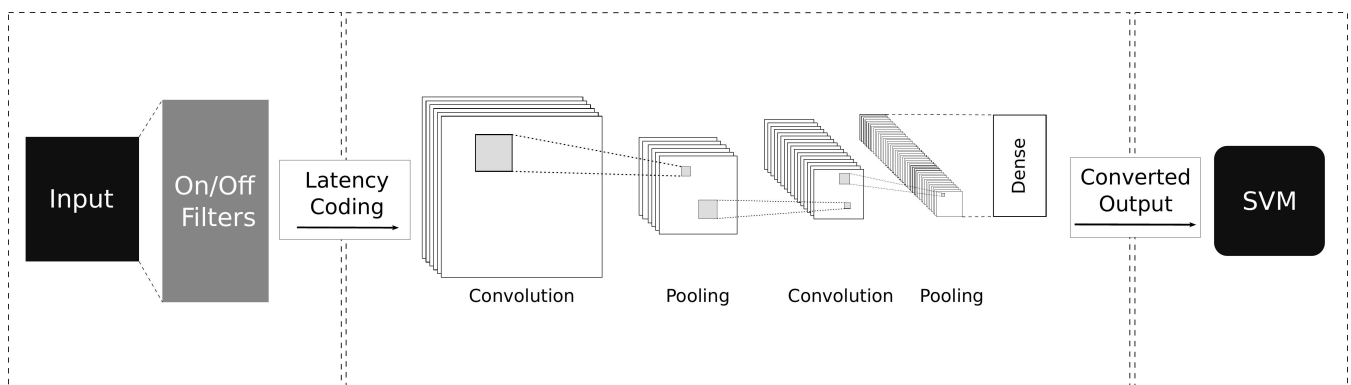 Input
On/Off
Filters
Latency
Coding
Convolution
Pooling
Convolution
Pooling
Dense
Converted
Output
SVM